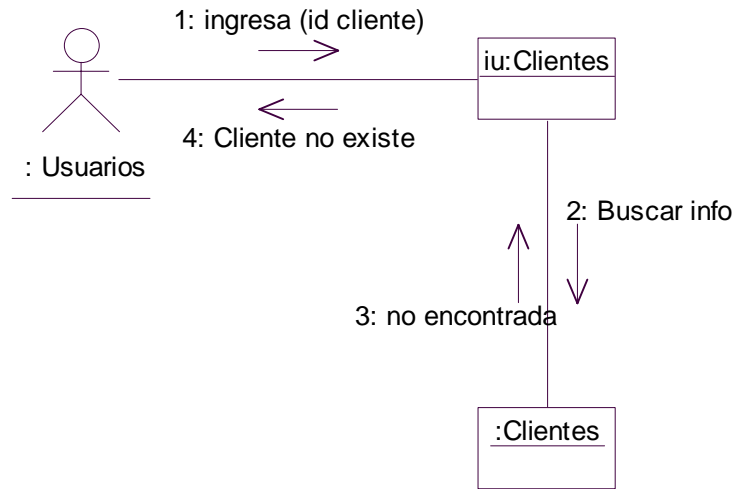 1: ingresa (id cliente)
iu:Clientes
4: Cliente no existe
: Usuarios
2: Buscar info
3: no encontrada
:Clientes